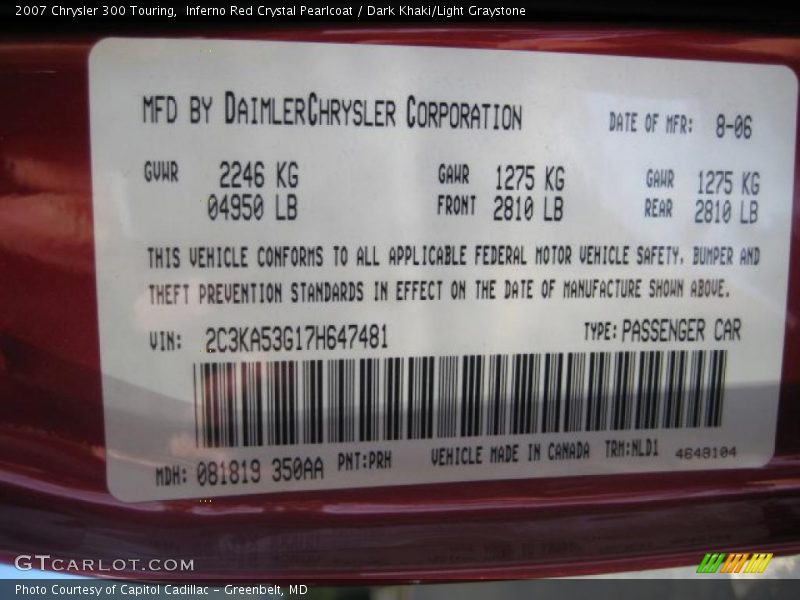 2007 Chrysler 300 Touring,  Inferno Red Crystal Pearlcoat / Dark Khaki/Light Graystone
MFD BY DAIMLERCHRYSLER CORPORATION DATE OF MFR: 8-06
GVWR 2246 KG GAWR 1275 KG GAWR 1275 KG
04950 LB FRONT 2810 LB REAR 2810 LB
THIS VEHICLE CONFORMS TO ALL APPLICABLE FEDERAL MOTOR VEHICLE SAFETY, BUMPER AND
THEFT PREVENTION STANDARDS IN EFFECT ON THE DATE OF MANUFACTURE SHOWN ABOVE.
VIN: 2C3KA53G17H647481 TYPE: PASSENGER CAR
MDH: 081819 350AA PNT:PRH VEHICLE MADE IN CANADA TRM:NLD1 4648104
GTCARLOT.COM
Photo Courtesy of Capitol Cadillac – Greenbelt, MD